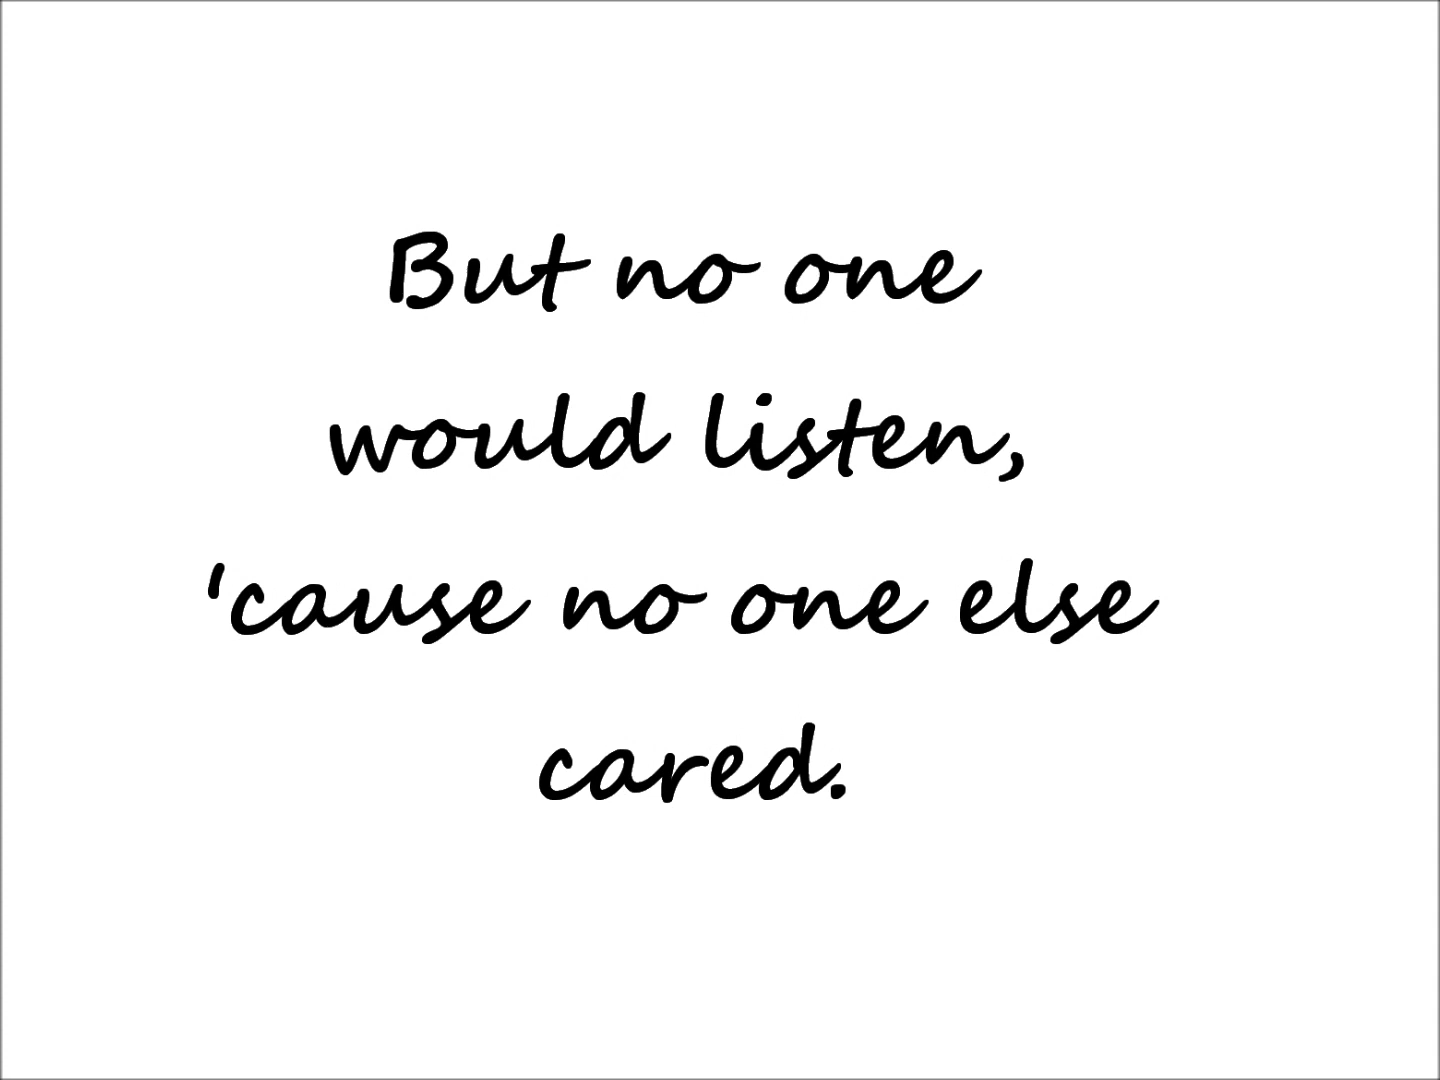 But no one
would listen,
'cause no one else
cared.